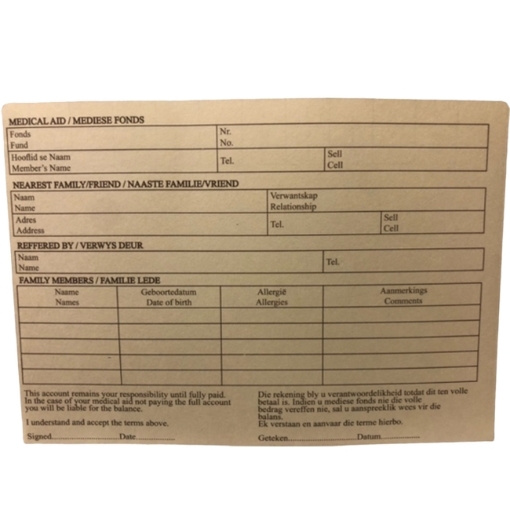 MEDICAL AID / MEDIESE FONDS
Fonds Nr.
Fund No.
Hooflid se Naam Tel. Sell
Member's Name Cell
NEAREST FAMILY/FRIEND / NAASTE FAMILIE/VRIEND
Naam Verwantskap
Name Relationship
Adres Tel. Sell
Address Cell
REFFERED BY / VERWYS DEUR
Naam Tel.
Name
FAMILY MEMBERS / FAMILIE LEDE
Naame Geboortedatum Allergië Aanmerkings
Names Date of birth Allergies Comments
This account remains your responsibility until fully paid.
In the case of your medical aid not paying the full account
you will be liable for the balance.
I understand and accept the terms above.
Signed.................... Date....................
Die rekening bly u verantwoordelikheid totdat dit ten volle
betaal is. Indien u mediese fonds nie die volle
bedrag vereffen nie, sal u aanspreeklik wees vir die
balans.
Ek verstaan en aanvaar die terme hierbo.
Geteken.................... Datum....................